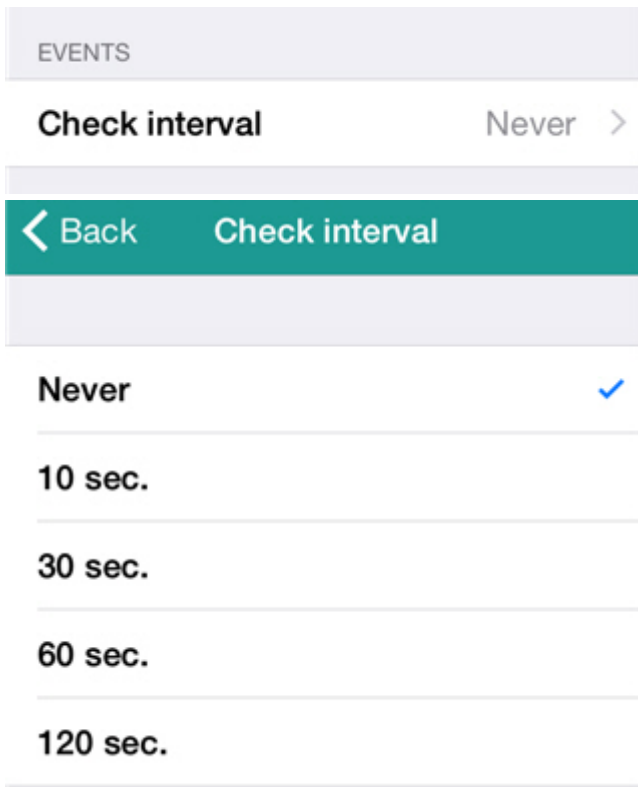 EVENTS
Check interval Never
Back Check interval
Never
10 sec.
30 sec.
60 sec.
120 sec.